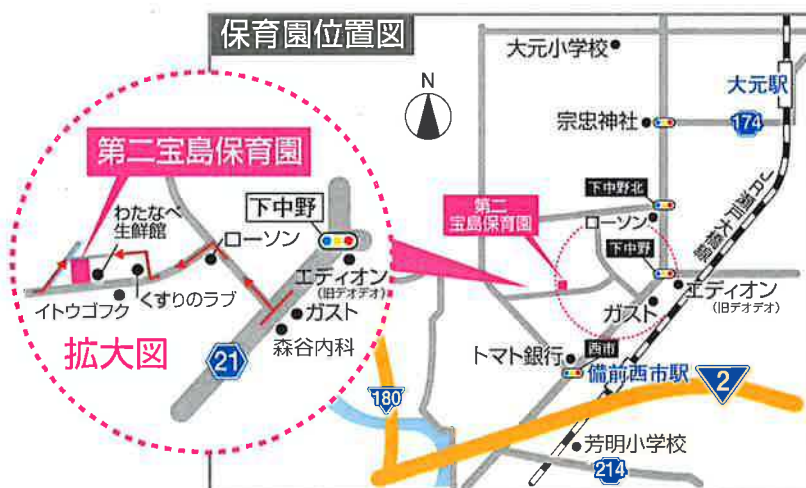 保育園位置図
大元小学校
大元駅
N
宗忠神社
174
第二宝島保育園
下中野北
わたなべ
生鮮館
下中野
第二
宝島保育園
ローソン
JR瀬戸大橋線
ローソン
下中野
エディオン
(旧デオデオ)
エディオン
(旧デオデオ)
イトウゴフク
くすりのラブ
ガスト
ガスト
森谷内科
拡大図
21
トマト銀行
西市
備前西市駅
2
180
芳明小学校
214